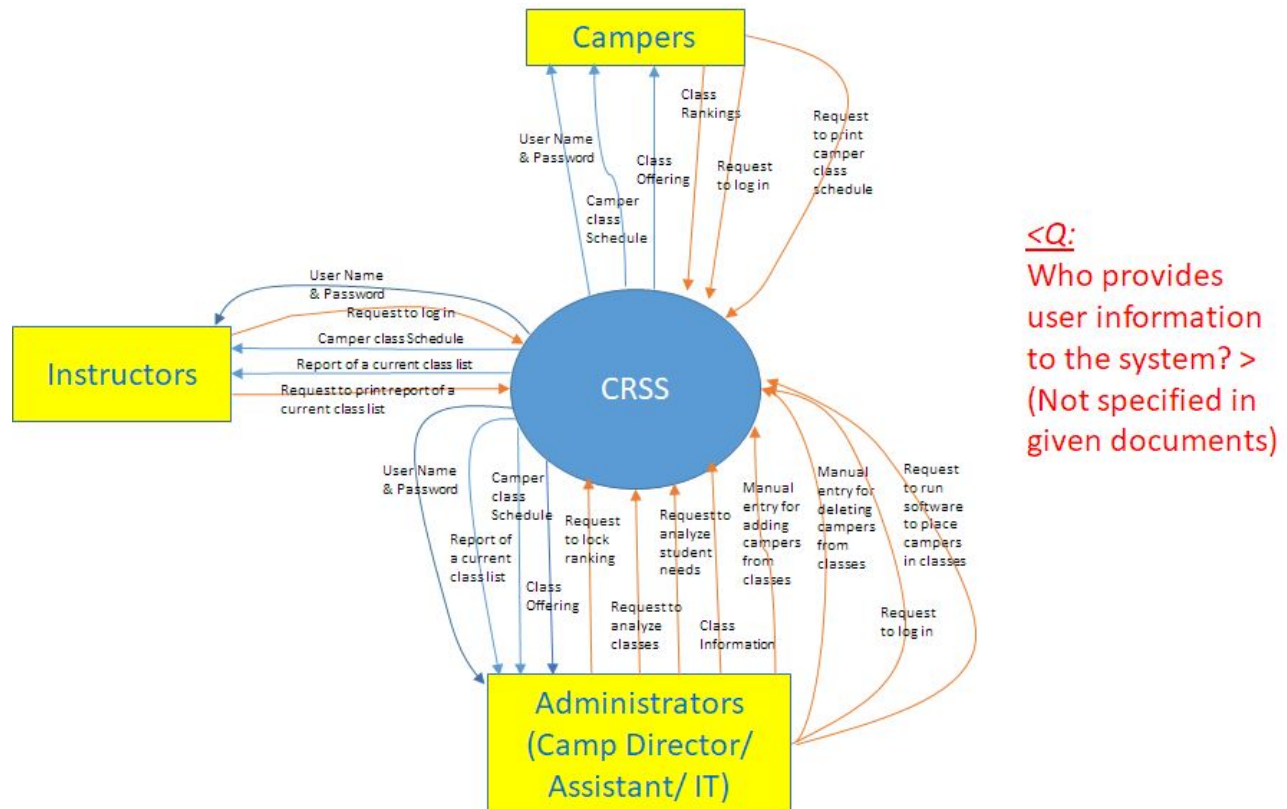 Campers
User Name
& Password
Camper
class
Schedule
Class
Offering
Class
Rankings
Request
to log in
Request
to print
camper
class
schedule
<Q:
Who provides
user information
to the system? >
(Not specified in
given documents)
User Name
& Password
Request to log in
Camper class Schedule
Report of a current class list
Request to print report of a
current class list
Instructors
CRSS
User Name
& Password
Report of
a current
class list
Camper
class
Schedule
Class
Offering
Request
to lock
ranking
Request to
analyze
classes
Request to
analyze
student
needs
Class
Information
Manual
entry for
adding
campers
from
classes
Manual
entry for
deleting
campers
from
classes
Request
to log in
Request
to run
software
to place
campers
in classes
Administrators
(Camp Director/
Assistant/ IT)